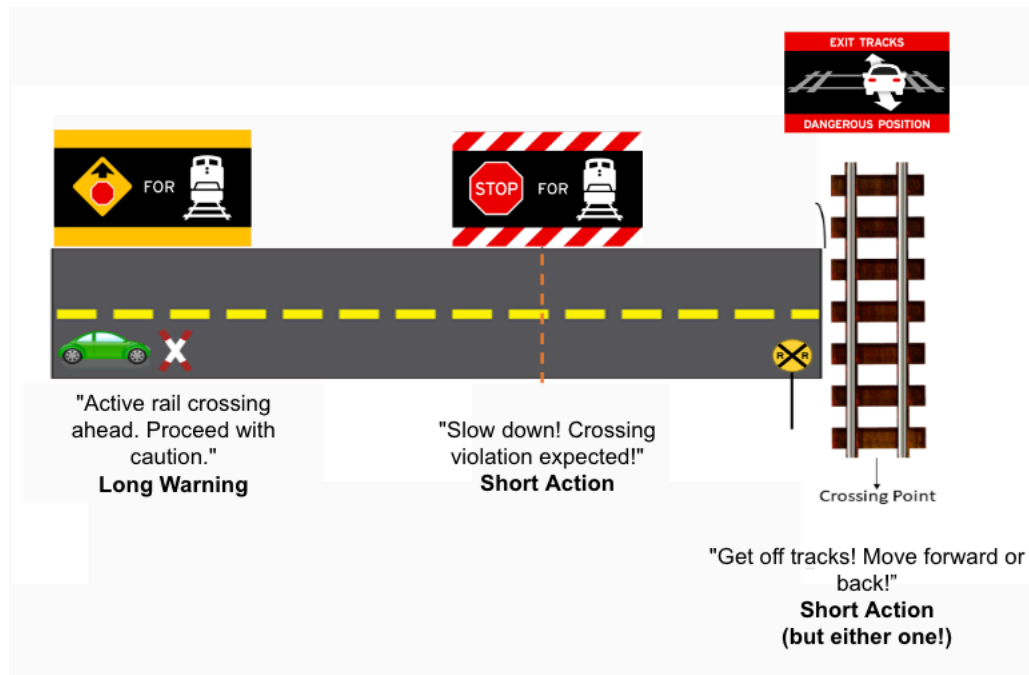 EXIT TRACKS
DANGEROUS POSITION
FOR
STOP FOR
R R
"Active rail crossing
ahead. Proceed with
caution."
Long Warning
"Slow down! Crossing
violation expected!"
Short Action
Crossing Point
"Get off tracks! Move forward or
back!”
Short Action
(but either one!)